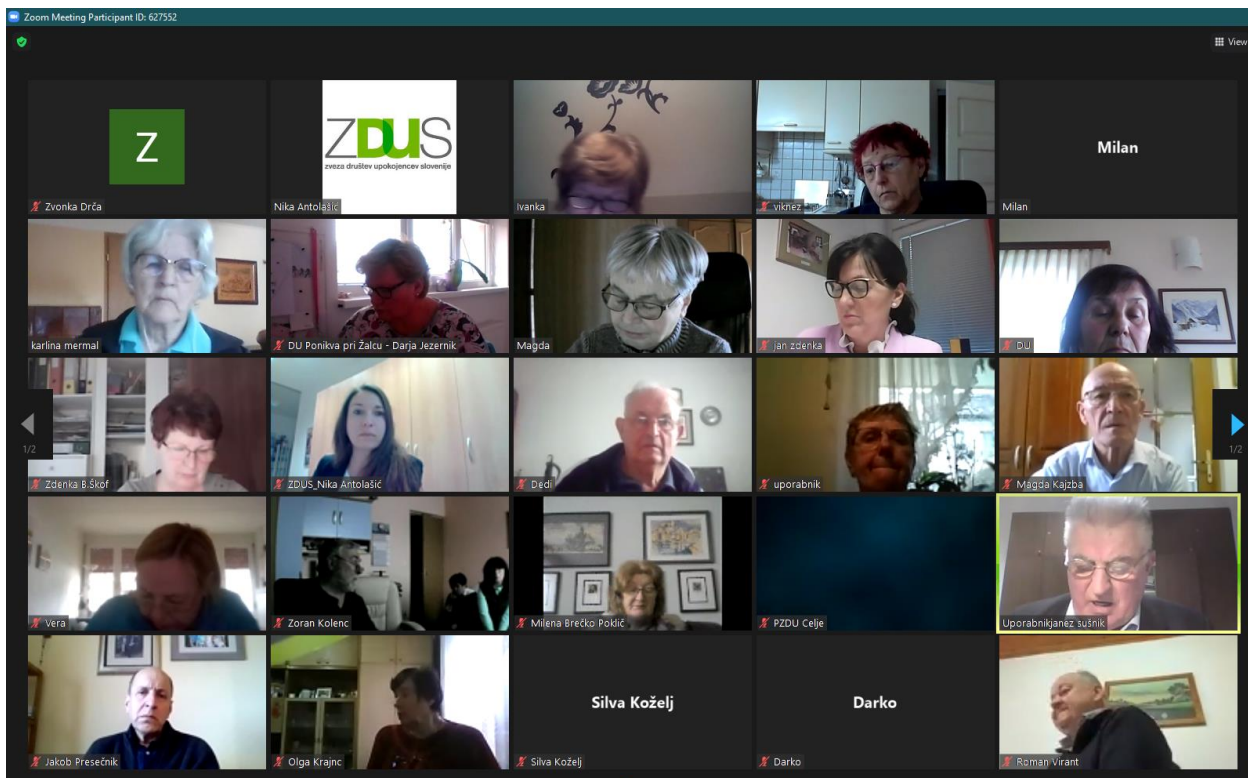 Zoom Meeting Participant ID: 627552
View
Z
Zvonka Drča
ZDUS
zveza društev upokojencev slovenije
Nika Antolašić
Ivanka
viknez
Milan
Milan
karlina mermal
DU Ponikva pri Žalcu - Darja Jezernik
Magda
jan zdenka
DU
1/2
Zdenka B.Škof
ZDUS_Nika Antolašić
Dedi
uporabnik
Magda Kajzba
1/2
Vera
Zoran Kolenc
Milena Brečko Poklič
PZDU Celje
Uporabnikjanez sušnik
Jakob Presečnik
Olga Krajnc
Silva Koželj
Silva Koželj
Darko
Darko
Roman Virant